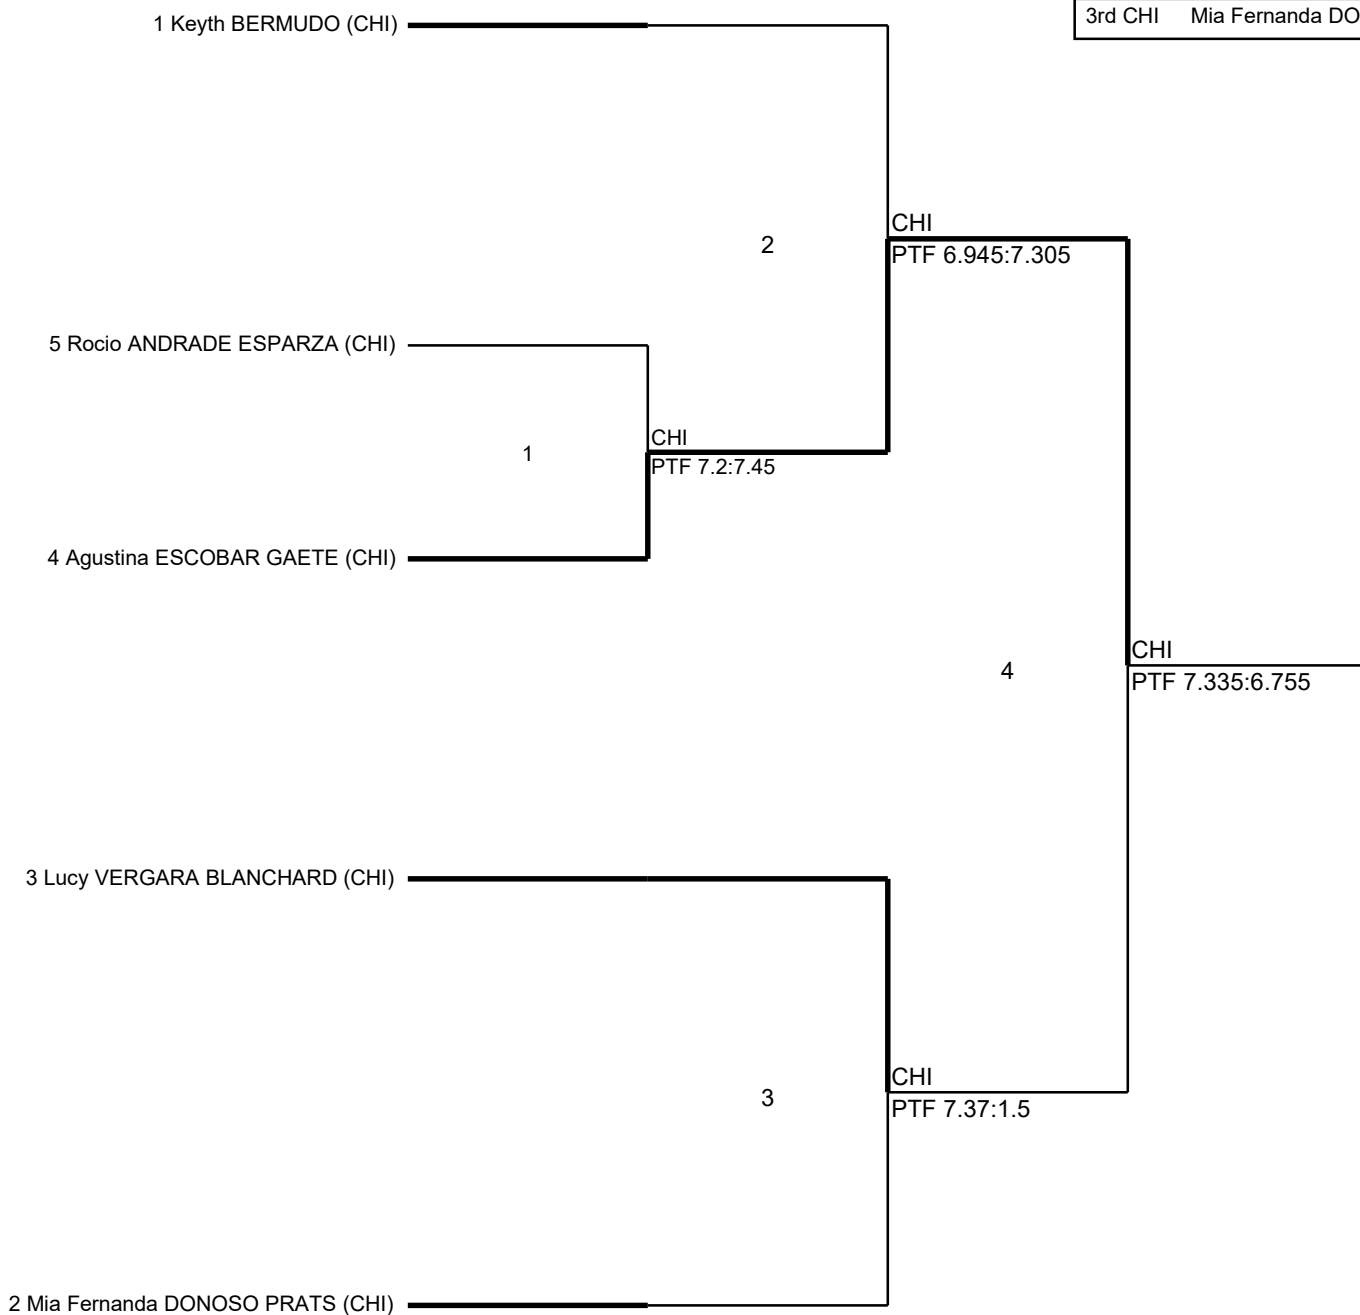 3rd CHI Mia Fernanda DO
1 Keyth BERMUDO (CHI)
CHI
2
PTF 6.945:7.305
5 Rocio ANDRADE ESPARZA (CHI)
CHI
1
PTF 7.2:7.45
4 Agustina ESCOBAR GAETE (CHI)
CHI
4
PTF 7.335:6.755
3 Lucy VERGARA BLANCHARD (CHI)
CHI
3
PTF 7.37:1.5
2 Mia Fernanda DONOSO PRATS (CHI)